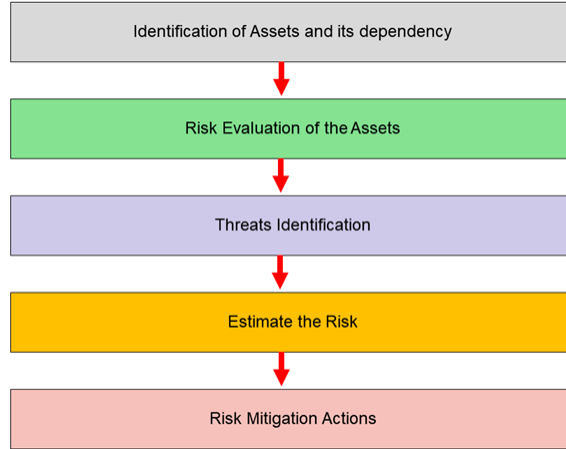 Identification of Assets and its dependency
Risk Evaluation of the Assets
Threats Identification
Estimate the Risk
Risk Mitigation Actions